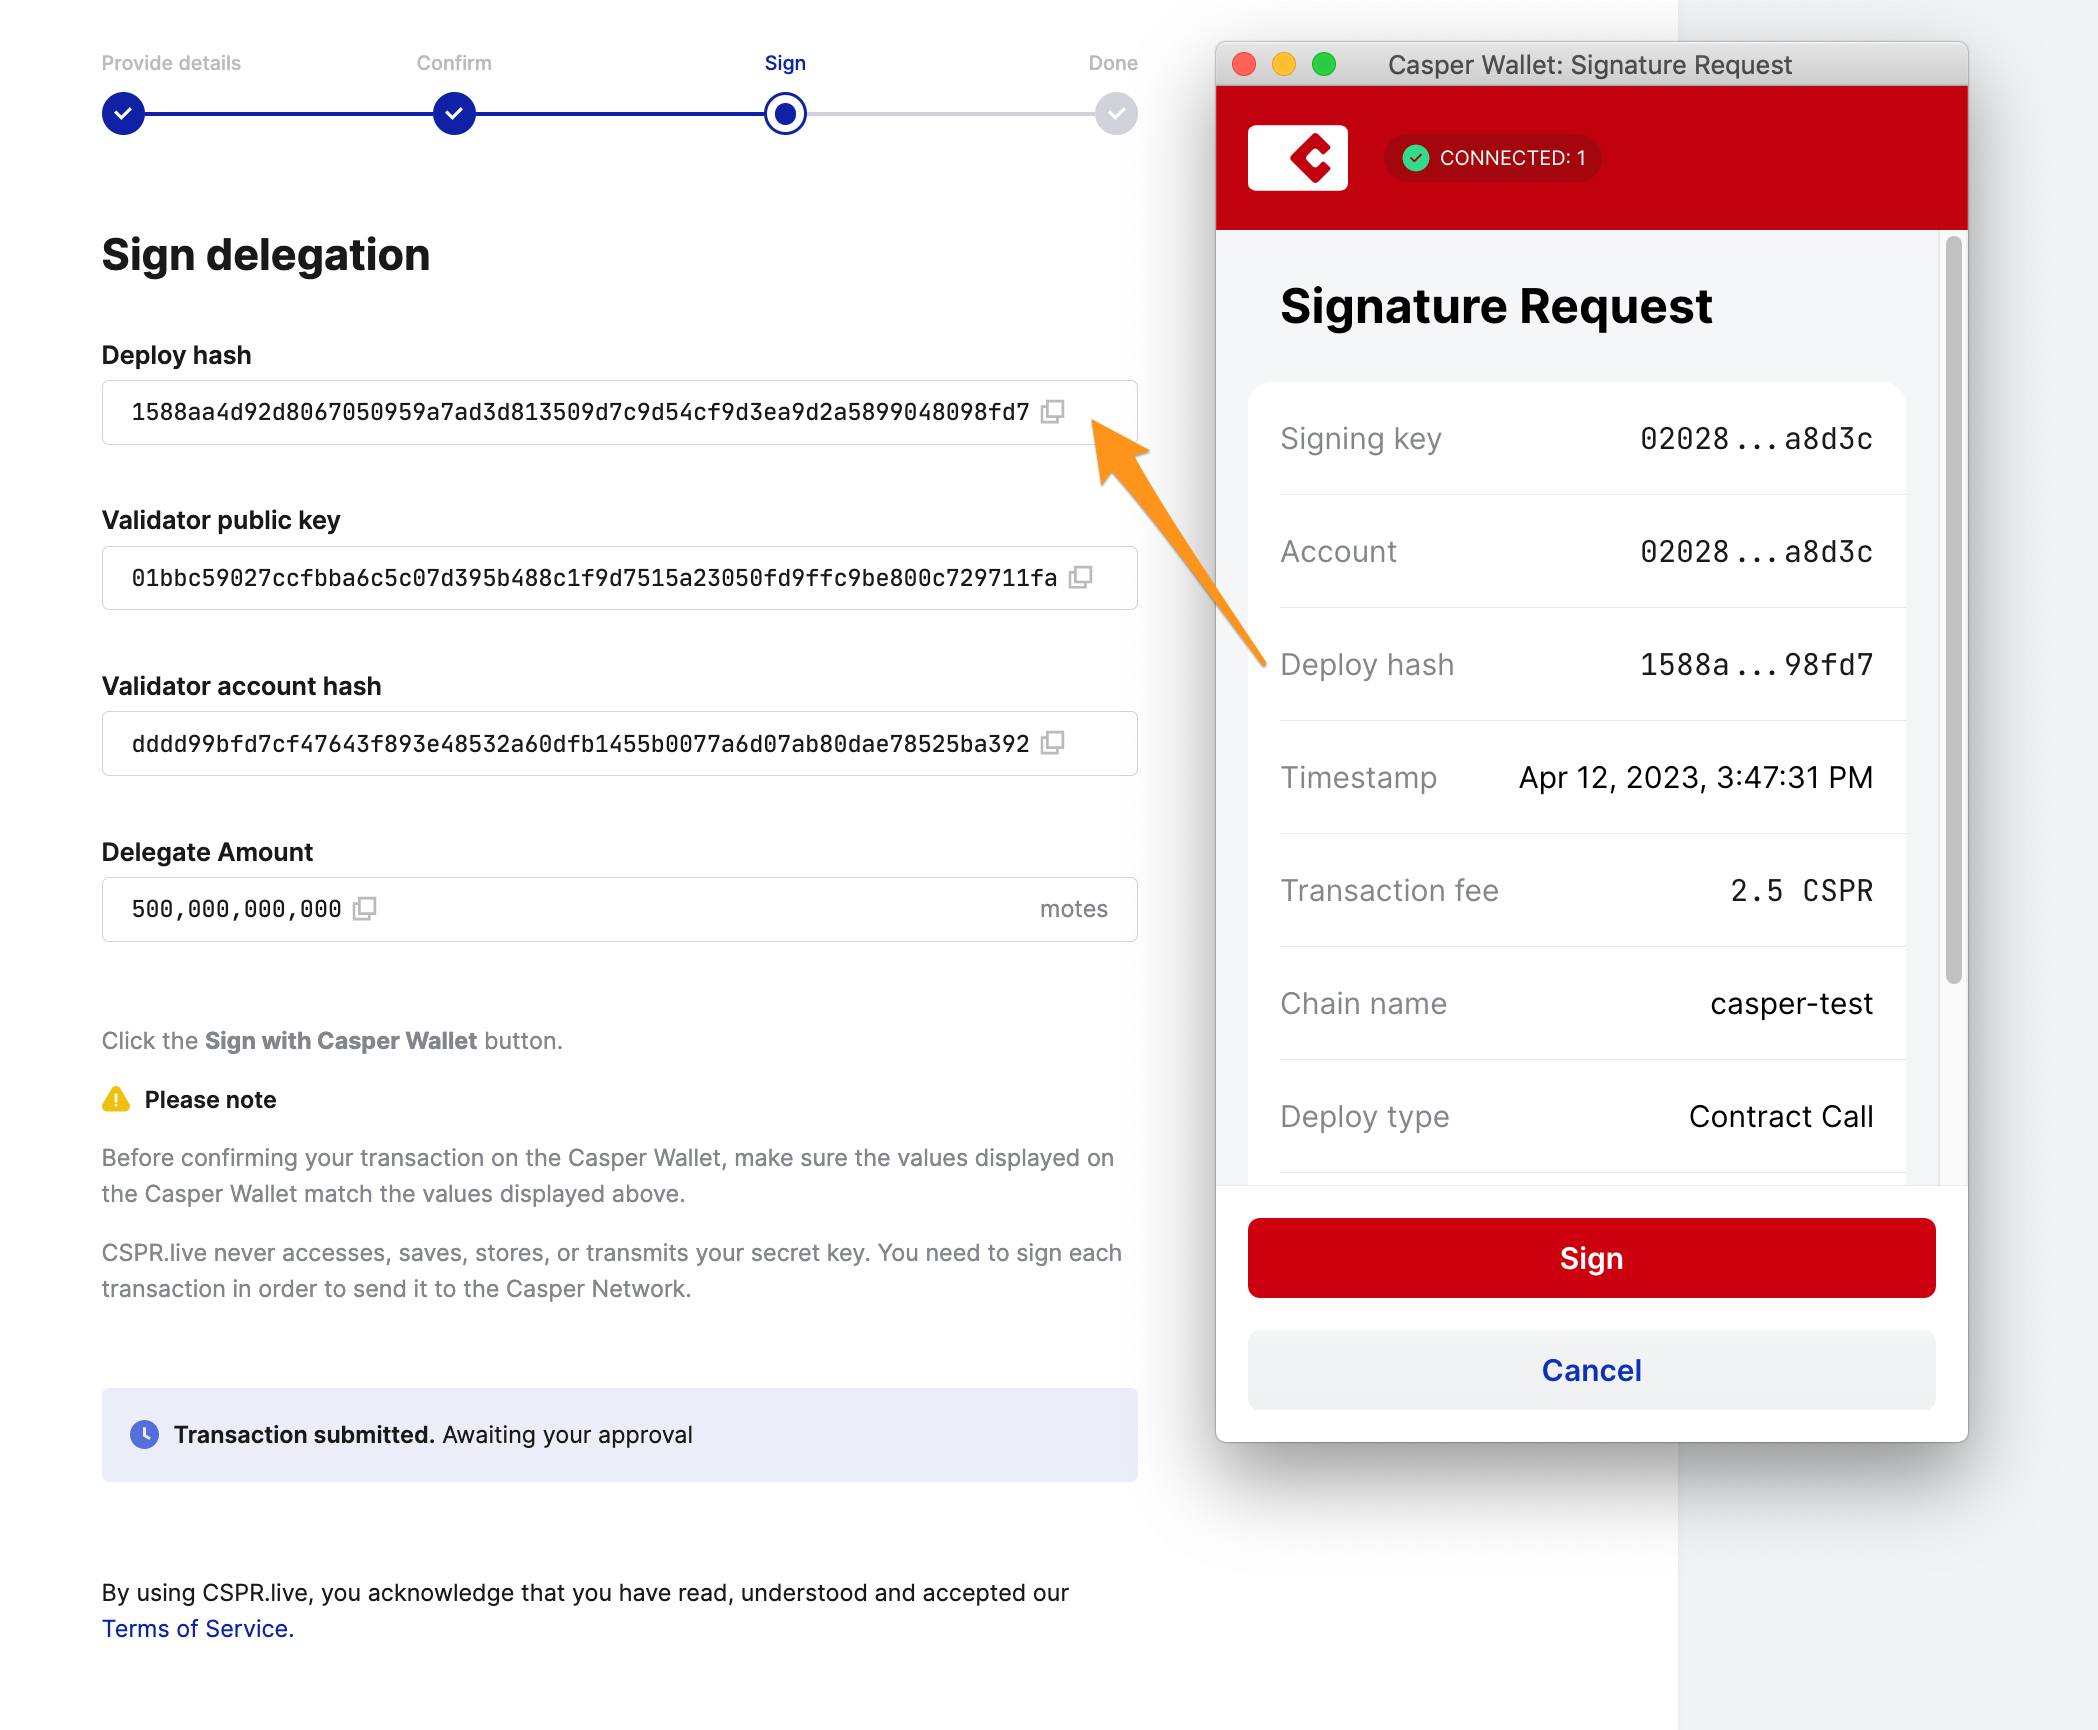 Provide details
Confirm
Sign
Done
Sign delegation
Deploy hash
1588aa4d92d8067050959a7ad3d813509d7c9d54cf9d3ea9d2a5899048098fd7
Validator public key
01bbc59027ccfbba6c5c07d395b488c1f9d7515a23050fd9ffc9be800c729711fa
Validator account hash
dddd99bfd7cf47643f893e48532a60dfb1455b0077a6d07ab80dae78525ba392
Delegate Amount
500,000,000,000
motes
Click the Sign with Casper Wallet button.
Please note
Before confirming your transaction on the Casper Wallet, make sure the values displayed on
the Casper Wallet match the values displayed above.
CSPR.live never accesses, saves, stores, or transmits your secret key. You need to sign each
transaction in order to send it to the Casper Network.
Transaction submitted. Awaiting your approval
By using CSPR.live, you acknowledge that you have read, understood and accepted our
Terms of Service.
Casper Wallet: Signature Request
CONNECTED: 1
Signature Request
Signing key 02028...a8d3c
Account 02028...a8d3c
Deploy hash 1588a...98fd7
Timestamp Apr 12, 2023, 3:47:31 PM
Transaction fee 2.5 CSPR
Chain name casper-test
Deploy type Contract Call
Sign
Cancel